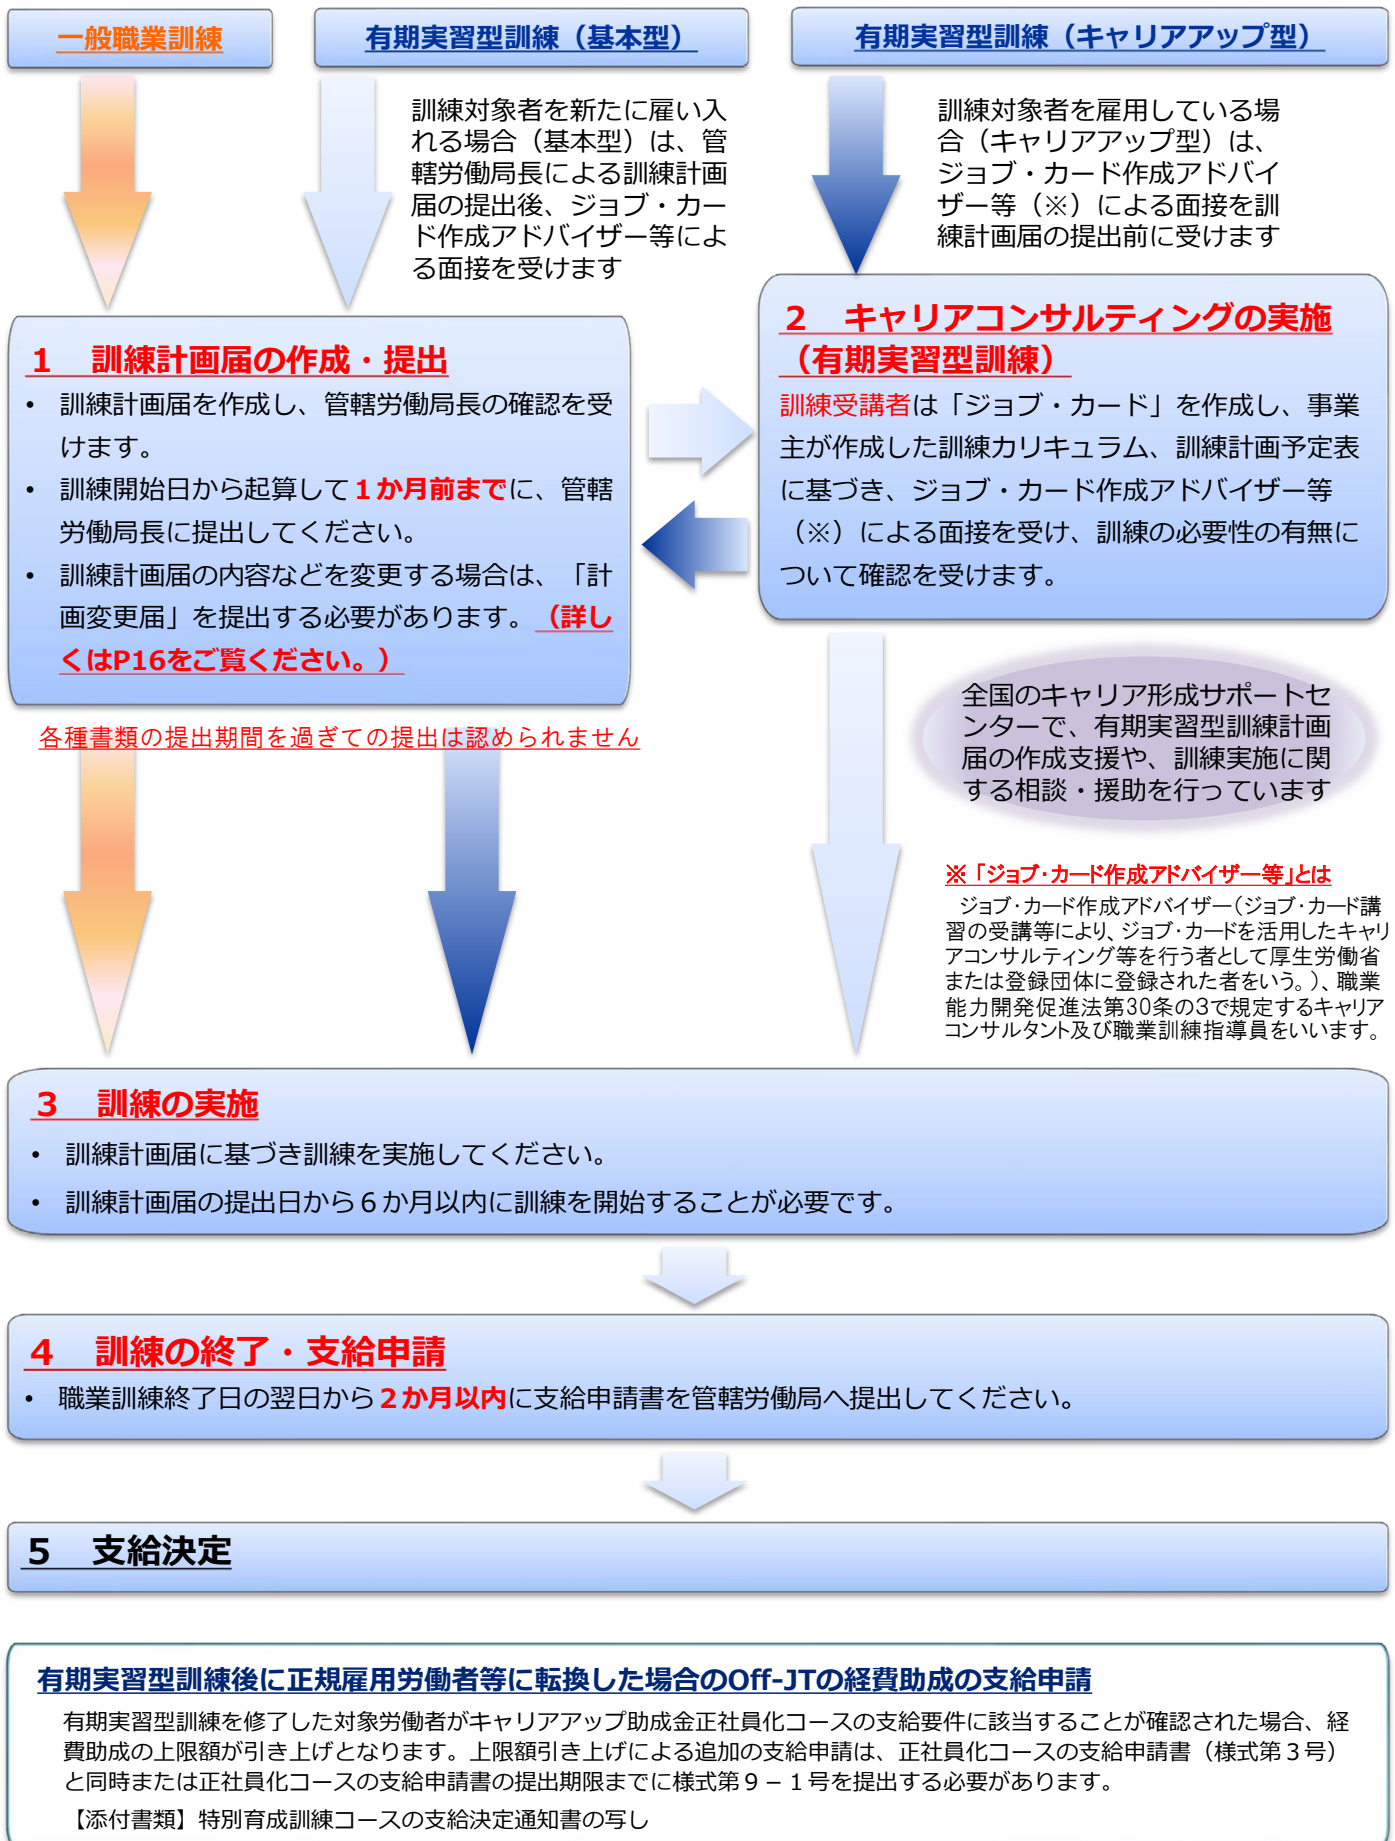 一般職業訓練
有期実習型訓練（基本型）
有期実習型訓練（キャリアアップ型）
訓練対象者を新たに雇い入
れる場合（基本型）は、管
轄労働局長による訓練計画
届の提出後、ジョブ・カー
ド作成アドバイザー等によ
る面接を受けます
訓練対象者を雇用している場
合（キャリアアップ型）は、
ジョブ・カード作成アドバイ
ザー等（※）による面接を訓
練計画届の提出前に受けます
１　訓練計画届の作成・提出
• 訓練計画届を作成し、管轄労働局長の確認を受
けます。
• 訓練開始日から起算して１か月前までに、管轄
労働局長に提出してください。
• 訓練計画届の内容などを変更する場合は、「計
画変更届」を提出する必要があります。（詳し
くはP16をご覧ください。）
２　キャリアコンサルティングの実施
（有期実習型訓練）
訓練受講者は「ジョブ・カード」を作成し、事業
主が作成した訓練カリキュラム、訓練計画予定表
に基づき、ジョブ・カード作成アドバイザー等
（※）による面接を受け、訓練の必要性の有無に
ついて確認を受けます。
各種書類の提出期間を過ぎての提出は認められません
全国のキャリア形成サポートセ
ンターで、有期実習型訓練計画
届の作成支援や、訓練実施に関
する相談・援助を行っています
※「ジョブ・カード作成アドバイザー等」とは
ジョブ・カード作成アドバイザー（ジョブ・カード講
習の受講等により、ジョブ・カードを活用したキャリ
アコンサルティング等を行う者として厚生労働省
または登録団体に登録された者をいう。）、職業
能力開発促進法第30条の3で規定するキャリア
コンサルタント及び職業訓練指導員をいいます。
３　訓練の実施
• 訓練計画届に基づき訓練を実施してください。
• 訓練計画届の提出日から６か月以内に訓練を開始することが必要です。
４　訓練の終了・支給申請
• 職業訓練終了日の翌日から２か月以内に支給申請書を管轄労働局へ提出してください。
５　支給決定
有期実習型訓練後に正規雇用労働者等に転換した場合のOff-JTの経費助成の支給申請
有期実習型訓練を修了した対象労働者がキャリアアップ助成金正社員化コースの支給要件に該当することが確認された場合、経
費助成の上限額が引き上げとなります。上限額引き上げによる追加の支給申請は、正社員化コースの支給申請書（様式第３号）
と同時または正社員化コースの支給申請書の提出期限までに様式第９－１号を提出する必要があります。
【添付書類】特別育成訓練コースの支給決定通知書の写し